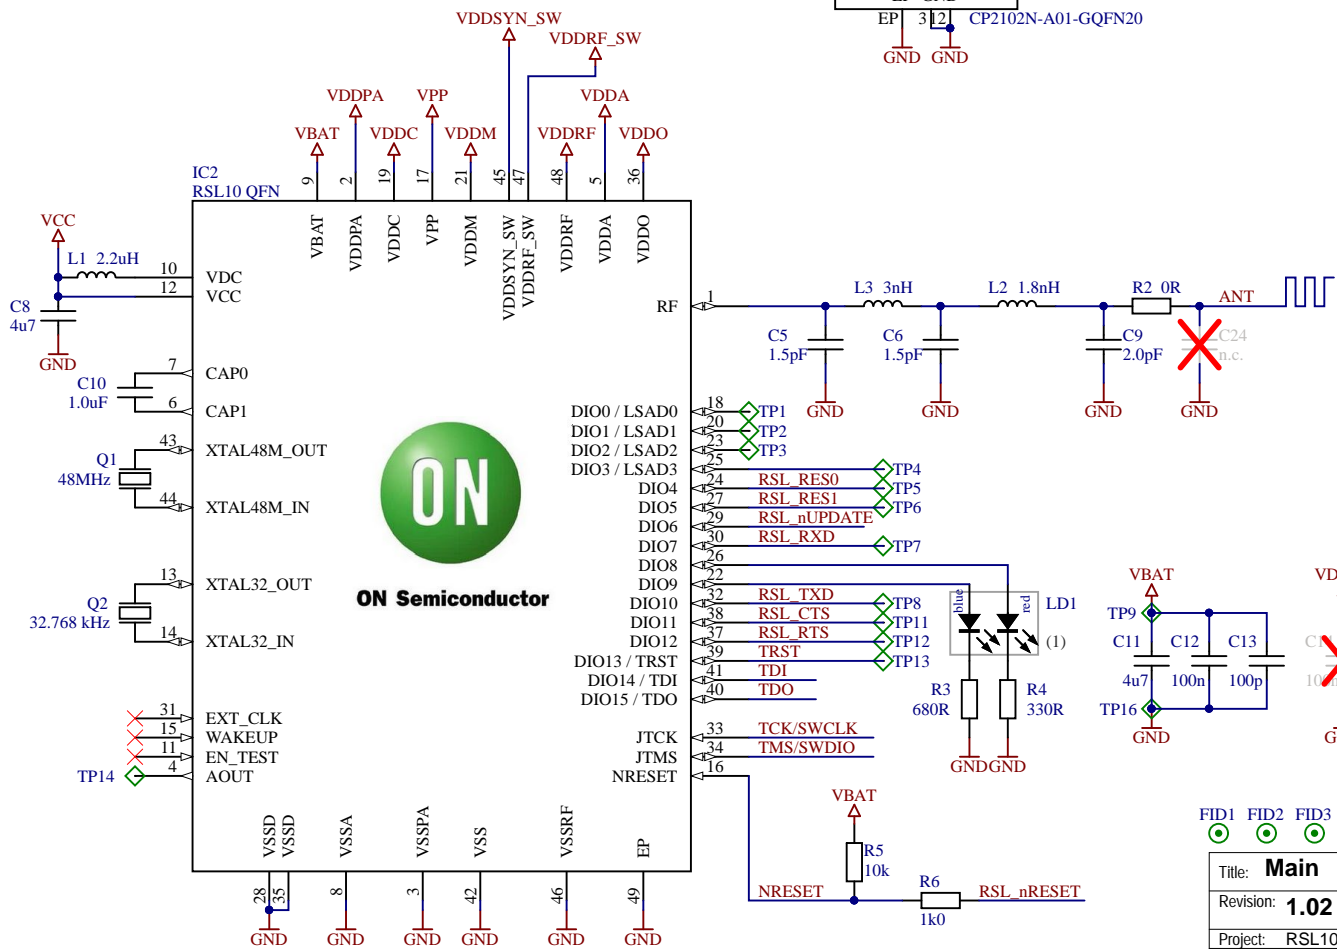 EP GND
EP 3 12 CP2102N-A01-GQFN20
GND GND
VDDSYN_SW
VDDRF_SW
VDDPA VPP VDDA
VBAT VDDC VDDM VDDRF VDDO
IC2
RSL10 QFN
9 2 19 17 21 45 47 48 5 36
VBAT VDDPA VDDC VPP VDDM VDDSYN_SW VDDRF_SW VDDRF VDDA VDDO
VCC
L1 2.2uH
10 VDC
12 VCC
C8
4u7
GND
7 CAP0
C10
1.0uF
6 CAP1
43 XTAL48M_OUT
Q1
48MHz
44 XTAL48M_IN
13 XTAL32_OUT
Q2
32.768 kHz
14 XTAL32_IN
31 EXT_CLK
15 WAKEUP
11 EN_TEST
TP14 4 AOUT
ON
ON Semiconductor
RF 1
L3 3nH L2 1.8nH R2 0R ANT
C5
1.5pF
C6
1.5pF
C9
2.0pF
C24
n.c.
GND GND GND GND
DIO0 / LSAD0 18 TP1
DIO1 / LSAD1 20 TP2
DIO2 / LSAD2 23 TP3
DIO3 / LSAD3 25 TP4
DIO4 24 RSL_RES0 TP5
DIO5 27 RSL_RES1 TP6
DIO6 29 RSL_nUPDATE
DIO7 30 RSL_RXD TP7
DIO8 26
DIO9 22
DIO10 32 RSL_TXD TP8
DIO11 38 RSL_CTS TP11
DIO12 37 RSL_RTS TP12
DIO13 / TRST 39 TRST TP13
DIO14 / TDI 41 TDI
DIO15 / TDO 40 TDO
JTCK 33 TCK/SWCLK
JTMS 34 TMS/SWDIO
NRESET 16
blue red LD1
(1)
R3
680R
R4
330R
GND GND
VBAT
TP9
C11 C12 C13
4u7 100n 100p
TP16
GND
VSSD VSSD VSSA VSSPA VSS VSSRF EP
28 35 8 3 42 46 49
GND GND GND GND GND GND
VBAT
R5
10k
NRESET
R6
1k0
RSL_nRESET
FID1 FID2 FID3
Title: Main
Revision: 1.02
Project: RSL10